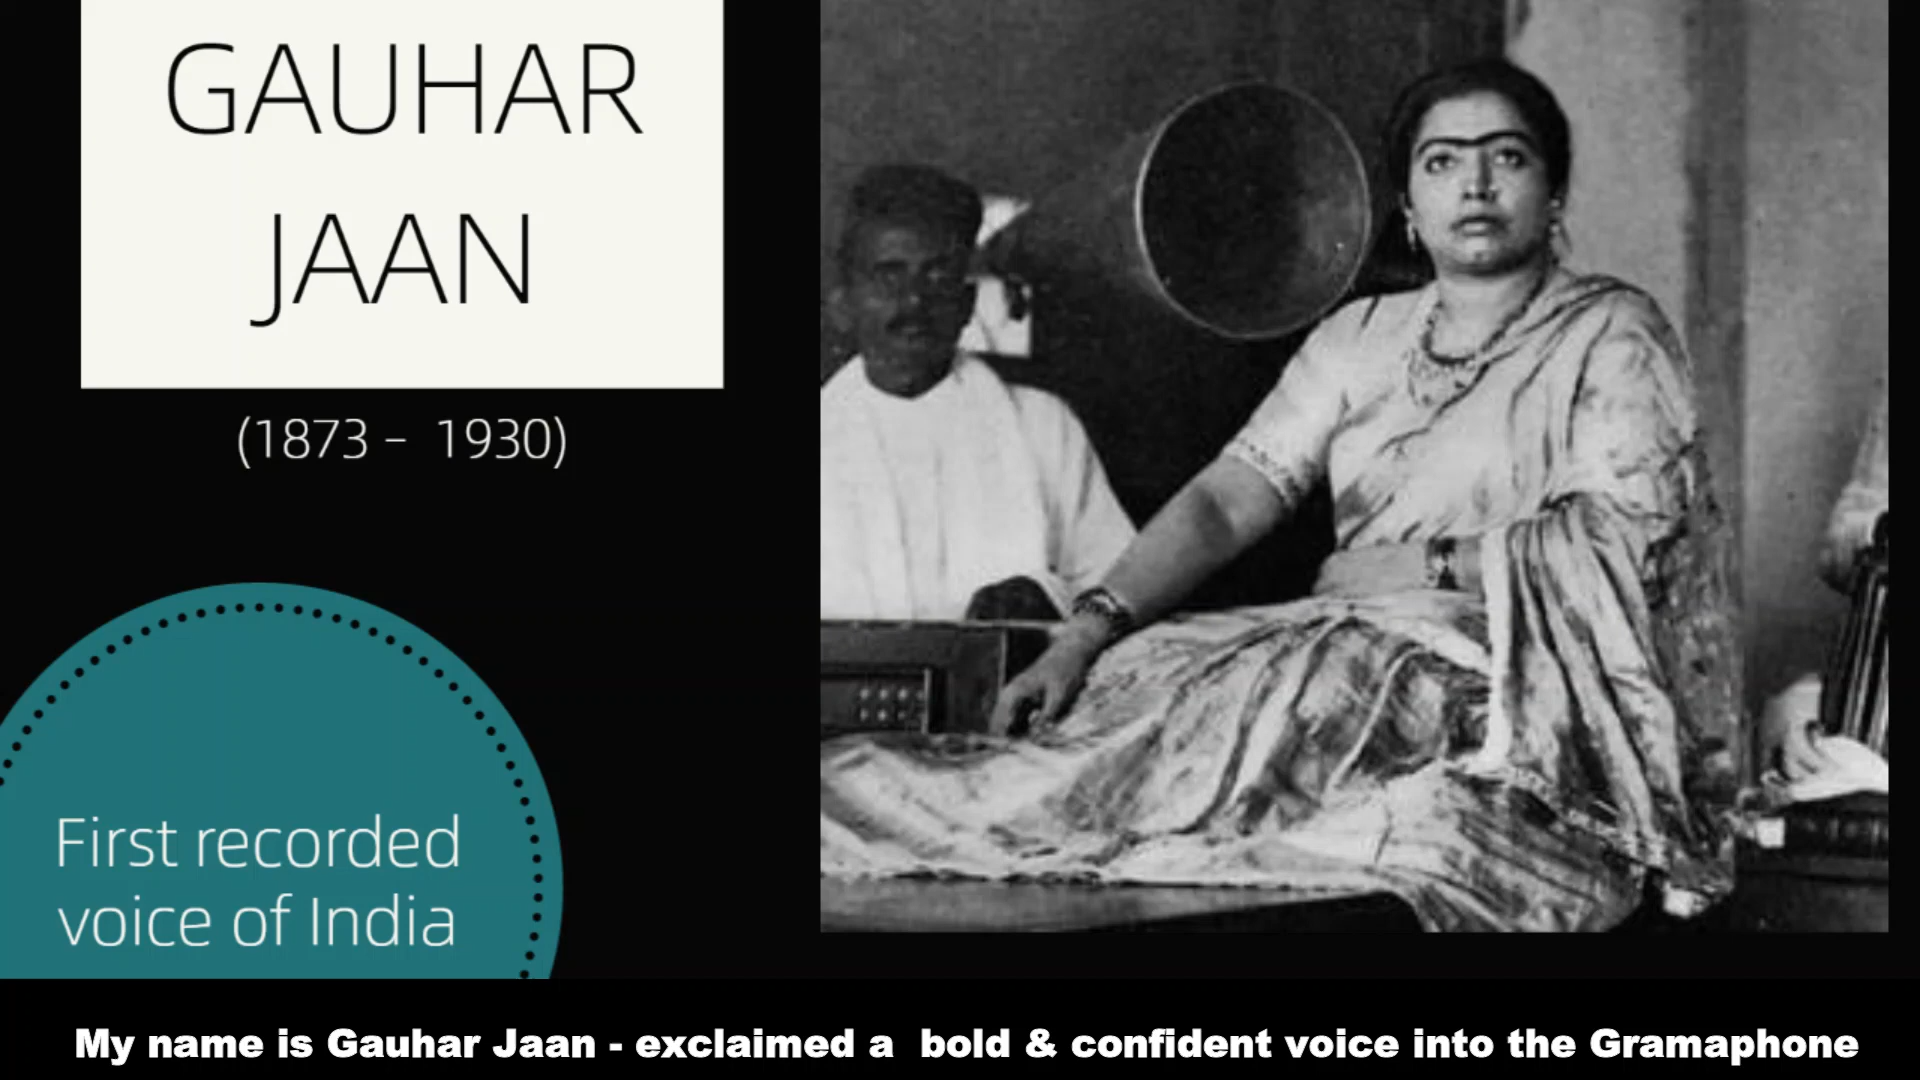 GAUHAR
JAAN
(1873 – 1930)
First recorded
voice of India
My name is Gauhar Jaan - exclaimed a bold & confident voice into the Gramaphone